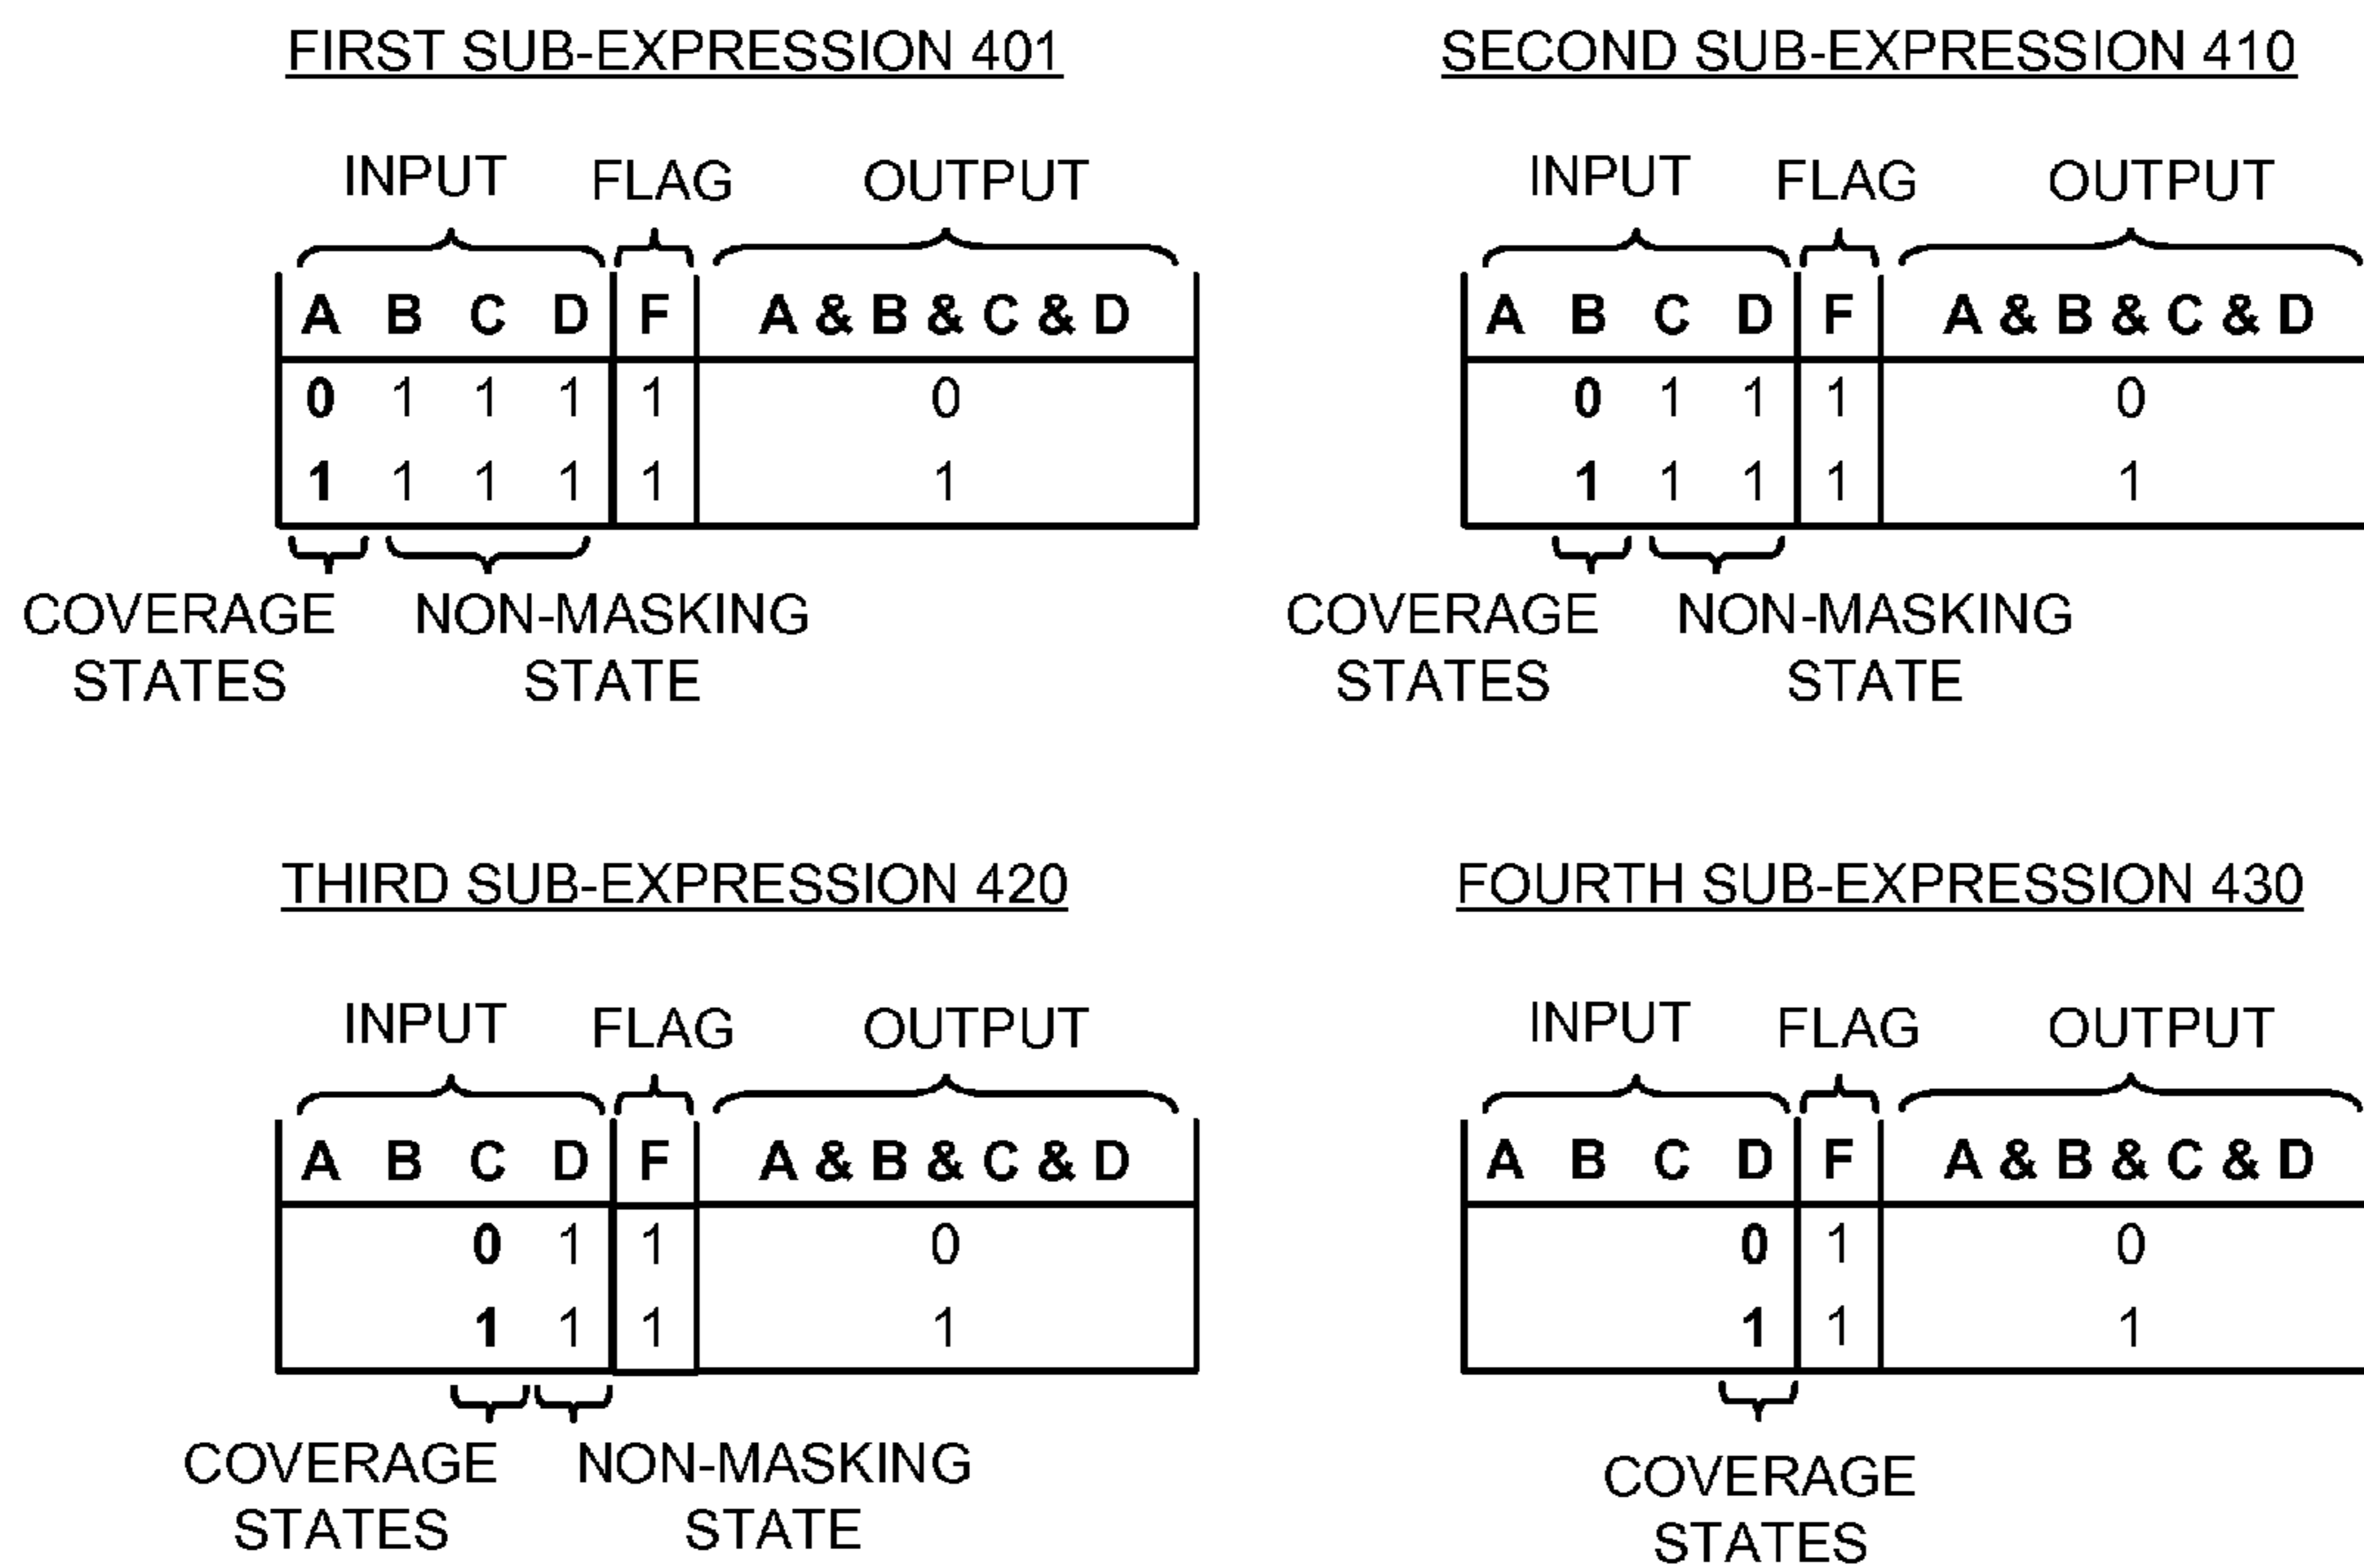 FIRST SUB-EXPRESSION 401
INPUT FLAG OUTPUT
A B C D F A & B & C & D
0 1 1 1 1 0
1 1 1 1 1 1
COVERAGE STATES
NON-MASKING STATE
SECOND SUB-EXPRESSION 410
INPUT FLAG OUTPUT
A B C D F A & B & C & D
0 1 1 1 0
1 1 1 1 1
COVERAGE STATES
NON-MASKING STATE
THIRD SUB-EXPRESSION 420
INPUT FLAG OUTPUT
A B C D F A & B & C & D
0 1 1 0
1 1 1 1
COVERAGE STATES
NON-MASKING STATE
FOURTH SUB-EXPRESSION 430
INPUT FLAG OUTPUT
A B C D F A & B & C & D
0 1 0
1 1 1
COVERAGE STATES